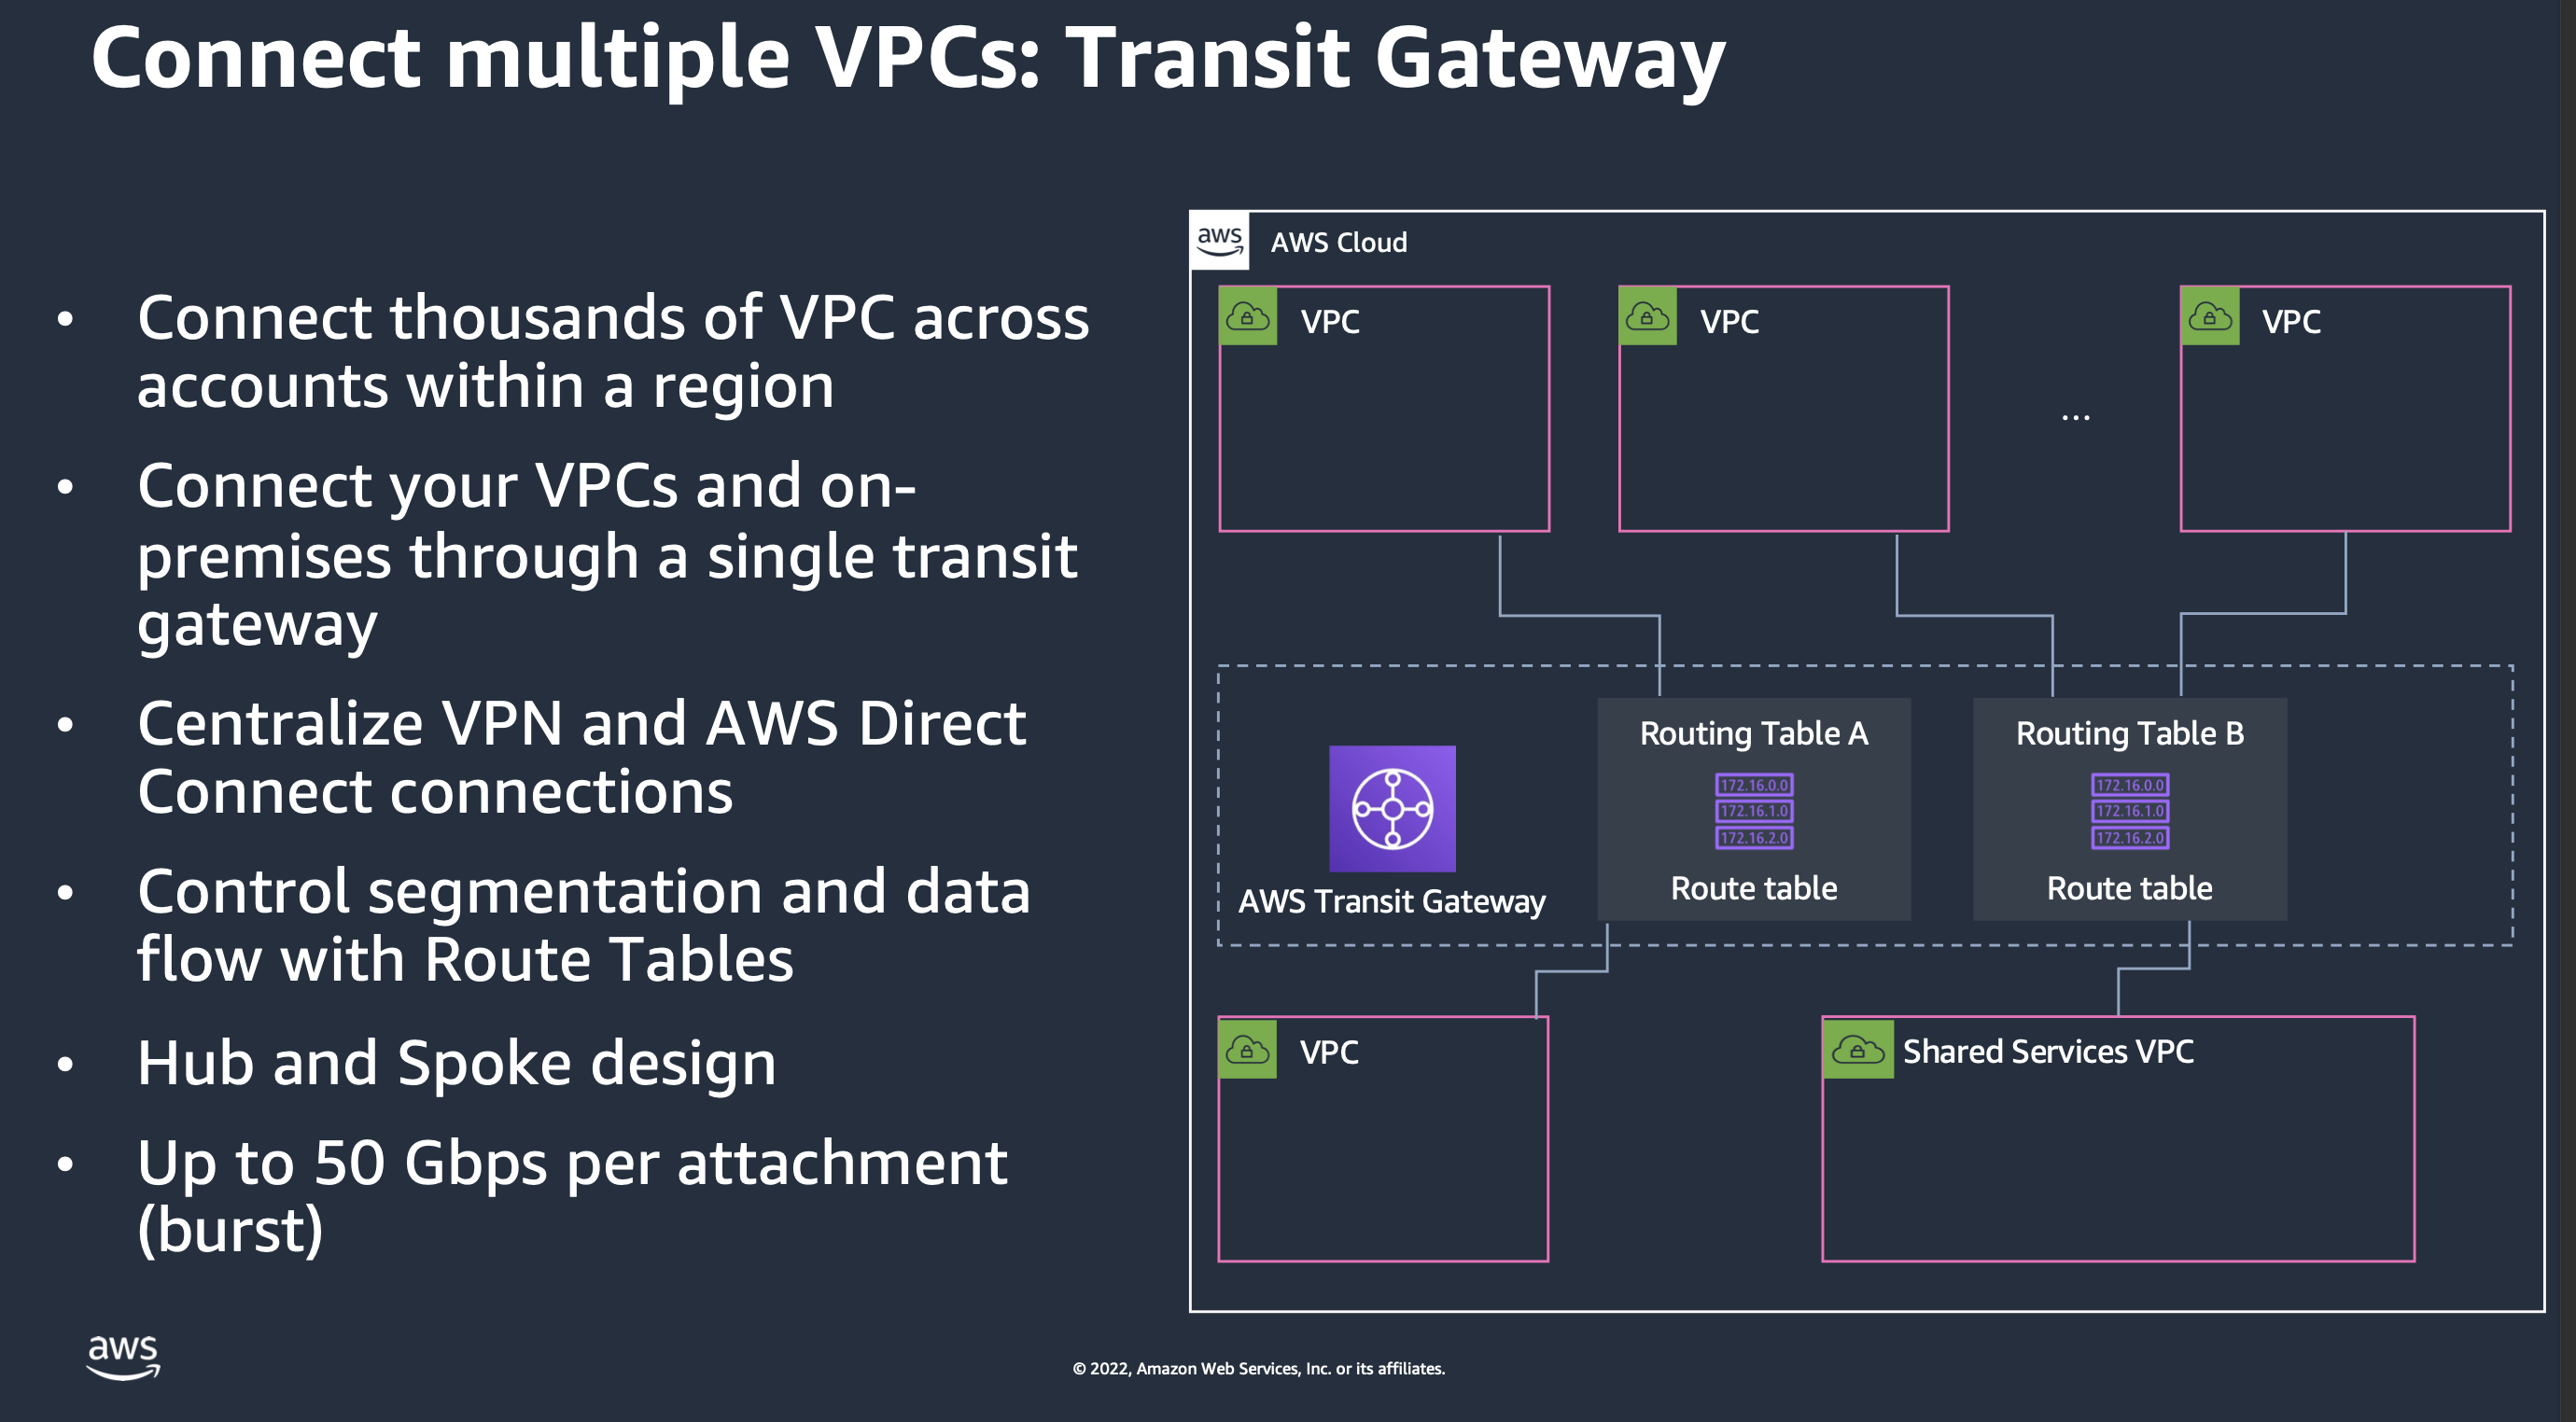 Connect multiple VPCs: Transit Gateway
• Connect thousands of VPC across
accounts within a region
• Connect your VPCs and on-
premises through a single transit
gateway
• Centralize VPN and AWS Direct
Connect connections
• Control segmentation and data
flow with Route Tables
• Hub and Spoke design
• Up to 50 Gbps per attachment
(burst)
aws
AWS Cloud
VPC
VPC
...
VPC
AWS Transit Gateway
Routing Table A
172.16.0.0
172.16.1.0
172.16.2.0
Route table
Routing Table B
172.16.0.0
172.16.1.0
172.16.2.0
Route table
VPC
Shared Services VPC
aws
© 2022, Amazon Web Services, Inc. or its affiliates.